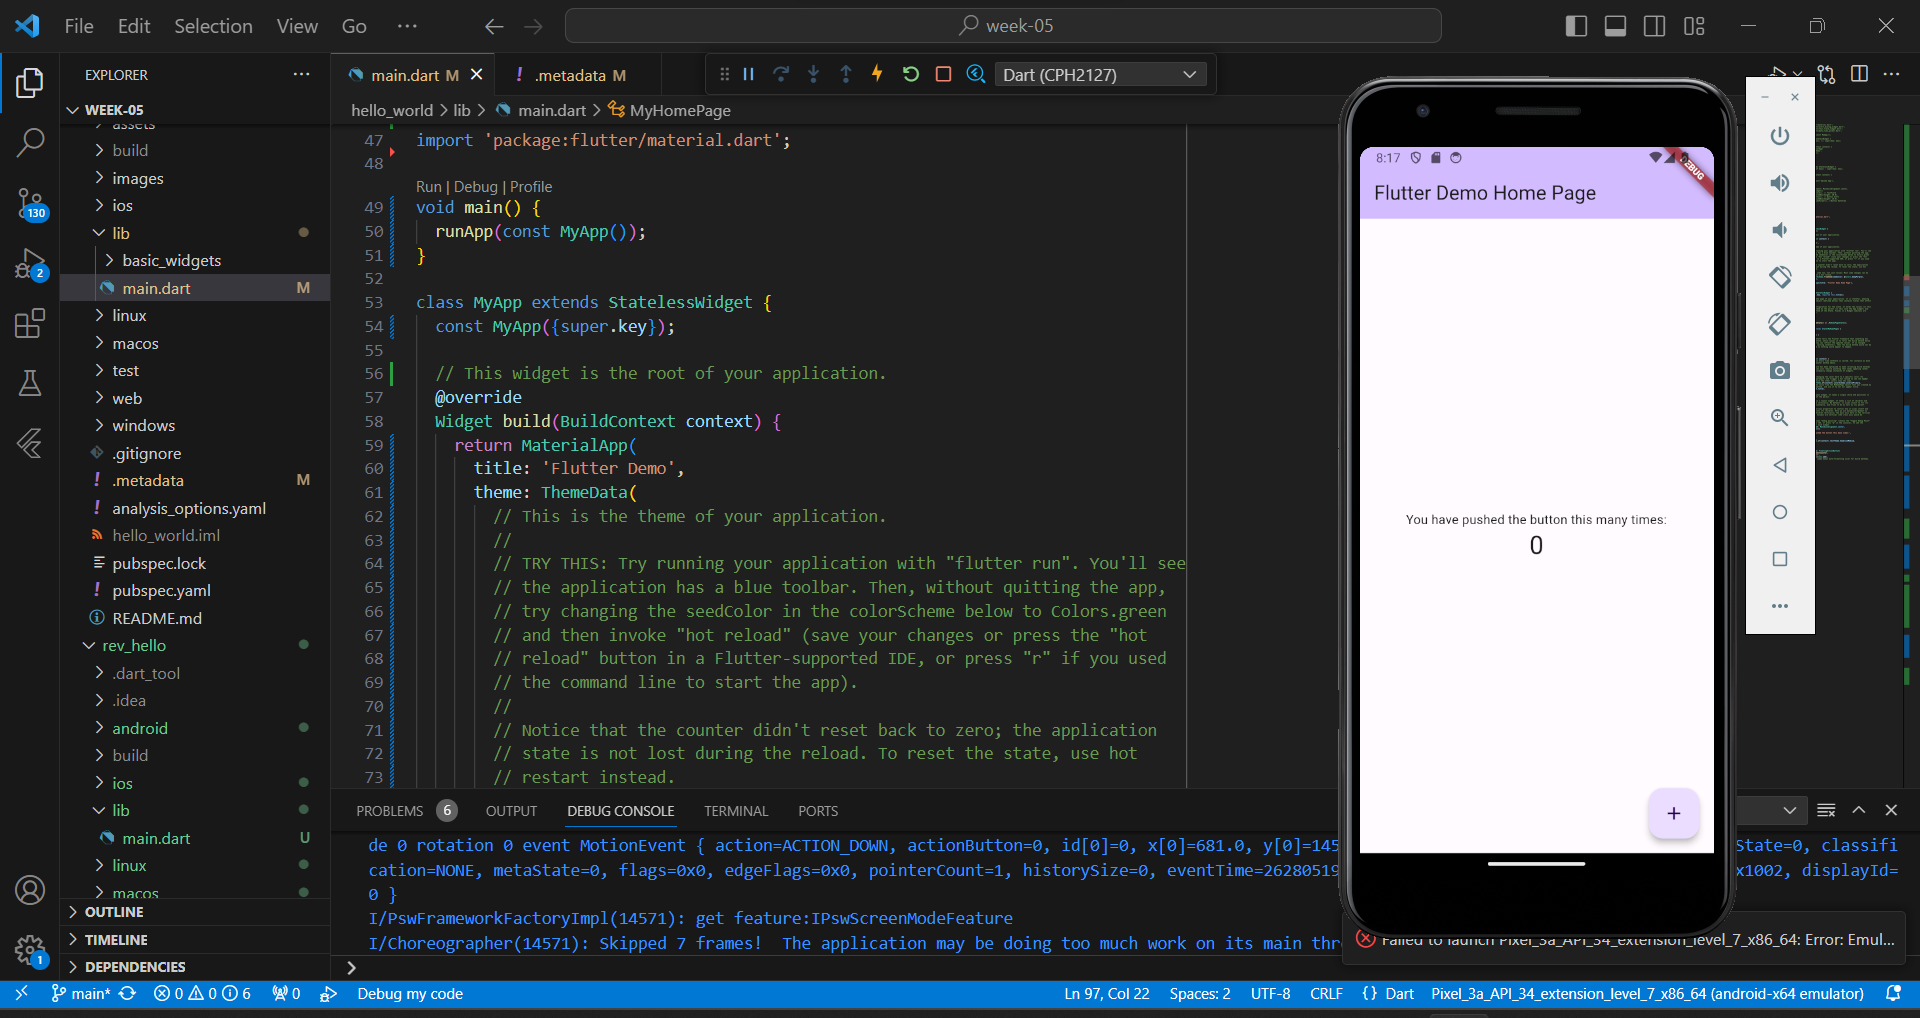 File Edit Selection View Go ···
week-05
EXPLORER
WEEK-05
assets
build
images
ios
lib
basic_widgets
main.dart M
linux
macos
test
web
windows
.gitignore
.metadata M
analysis_options.yaml
hello_world.iml
pubspec.lock
pubspec.yaml
README.md
rev_hello
.dart_tool
.idea
android
build
ios
lib
main.dart U
linux
macos
OUTLINE
TIMELINE
DEPENDENCIES
130
2
1
main.dart M
.metadata M
Dart (CPH2127)
hello_world > lib > main.dart > MyHomePage
47 import 'package:flutter/material.dart';
48
Run | Debug | Profile
49 void main() {
50 runApp(const MyApp());
51 }
52
53 class MyApp extends StatelessWidget {
54 const MyApp({super.key});
55
56 // This widget is the root of your application.
57 @override
58 Widget build(BuildContext context) {
59 return MaterialApp(
60 title: 'Flutter Demo',
61 theme: ThemeData(
62 // This is the theme of your application.
63 //
64 // TRY THIS: Try running your application with "flutter run". You'll see
65 // the application has a blue toolbar. Then, without quitting the app,
66 // try changing the seedColor in the colorScheme below to Colors.green
67 // and then invoke "hot reload" (save your changes or press the "hot
68 // reload" button in a Flutter-supported IDE, or press "r" if you used
69 // the command line to start the app).
70 //
71 // Notice that the counter didn't reset back to zero; the application
72 // state is not lost during the reload. To reset the state, use hot
73 // restart instead.
8:17
DEBUG
Flutter Demo Home Page
You have pushed the button this many times:
0
+
PROBLEMS 6 OUTPUT DEBUG CONSOLE TERMINAL PORTS
de 0 rotation 0 event MotionEvent { action=ACTION_DOWN, actionButton=0, id[0]=0, x[0]=681.0, y[0]=145 State=0, classifi
cation=NONE, metaState=0, flags=0x0, edgeFlags=0x0, pointerCount=1, historySize=0, eventTime=26280519 x1002, displayId=
0 }
I/PswFrameworkFactoryImpl(14571): get feature:IPswScreenModeFeature
I/Choreographer(14571): Skipped 7 frames! The application may be doing too much work on its main thr
Failed to launch Pixel_3a_API_34_extension_level_7_x86_64: Error: Emul...
main* 0 0 6 0 Debug my code
Ln 97, Col 22 Spaces: 2 UTF-8 CRLF {} Dart Pixel_3a_API_34_extension_level_7_x86_64 (android-x64 emulator)